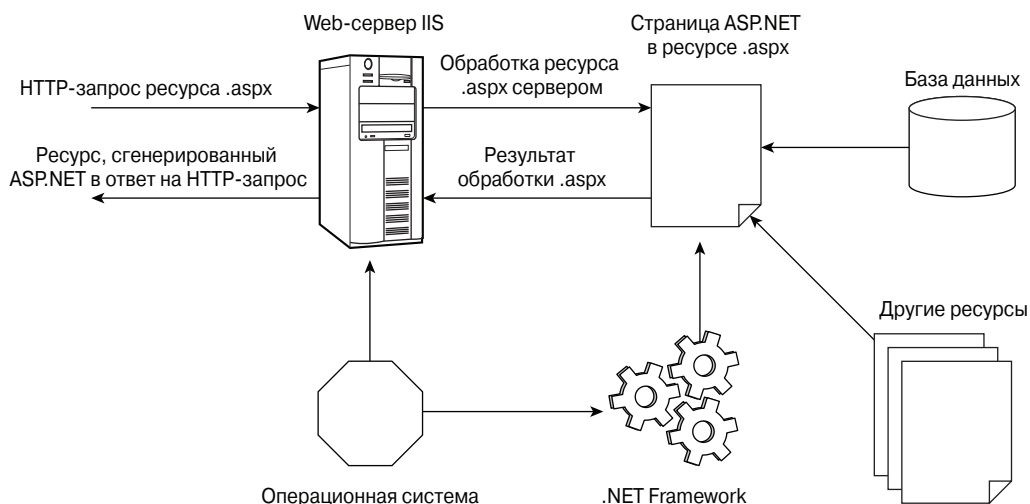 Web-сервер IIS
Страница ASP.NET
в ресурсе .aspx
HTTP-запрос ресурса .aspx
Обработка ресурса
.aspx сервером
База данных
Ресурс, сгенерированный
ASP.NET в ответ на HTTP-запрос
Результат
обработки .aspx
Другие ресурсы
Операционная система
.NET Framework